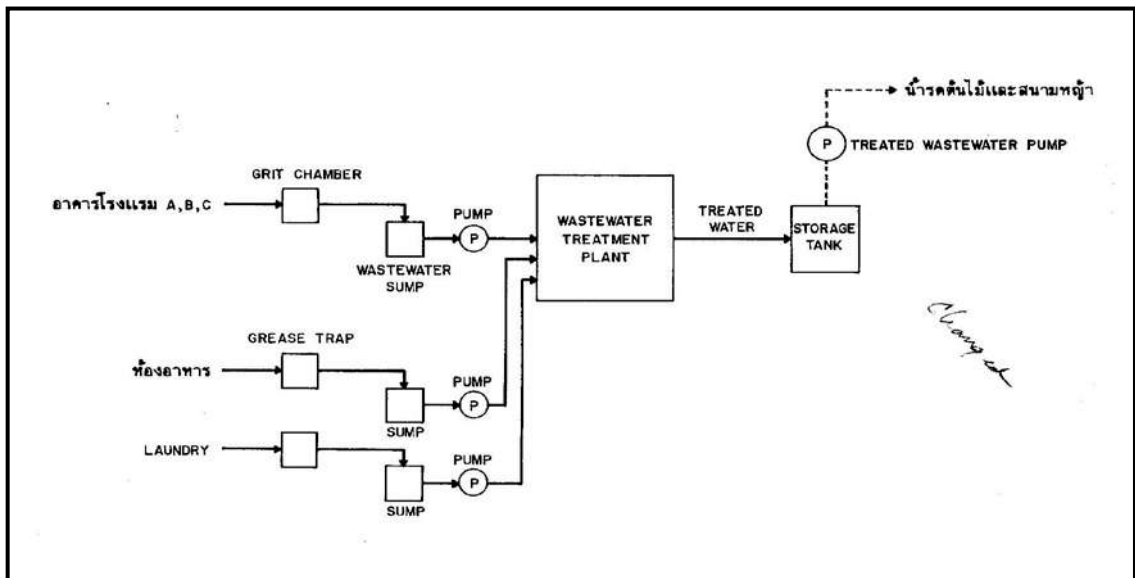 น้ำรดต้นไม้และสนามหญ้า
P TREATED WASTEWATER PUMP
GRIT CHAMBER
อาคารโรงแรม A,B,C
PUMP
P
WASTEWATER
SUMP
WASTEWATER
TREATMENT
PLANT
TREATED
WATER
STORAGE
TANK
Changed
GREASE TRAP
ห้องอาหาร
PUMP
P
SUMP
LAUNDRY
PUMP
P
SUMP